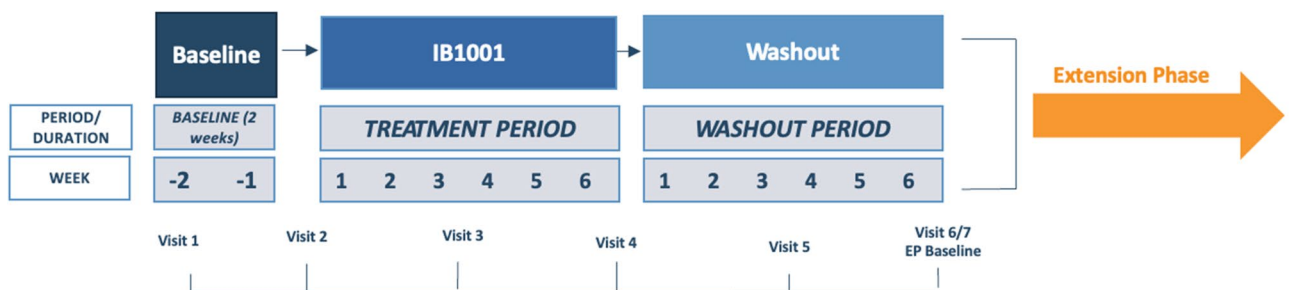 Baseline
IB1001
Washout
Extension Phase
PERIOD/
DURATION
BASELINE (2
weeks)
TREATMENT PERIOD
WASHOUT PERIOD
WEEK
-2 -1
1 2 3 4 5 6
1 2 3 4 5 6
Visit 1
Visit 2
Visit 3
Visit 4
Visit 5
Visit 6/7
EP Baseline